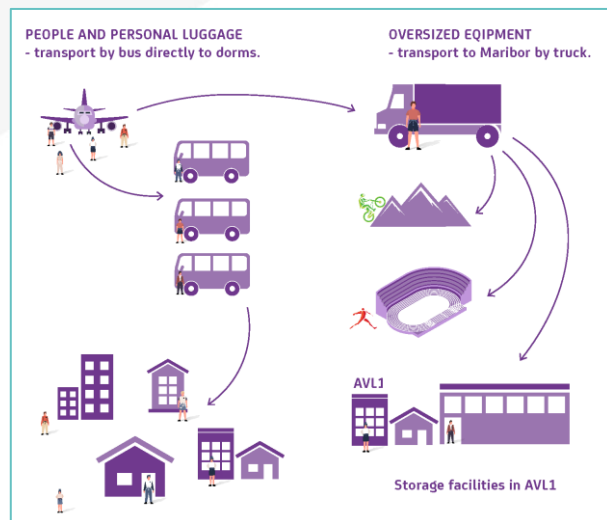 PEOPLE AND PERSONAL LUGGAGE
- transport by bus directly to dorms.
OVERSIZED EQIPMENT
- transport to Maribor by truck.
AVL1
Storage facilities in AVL1